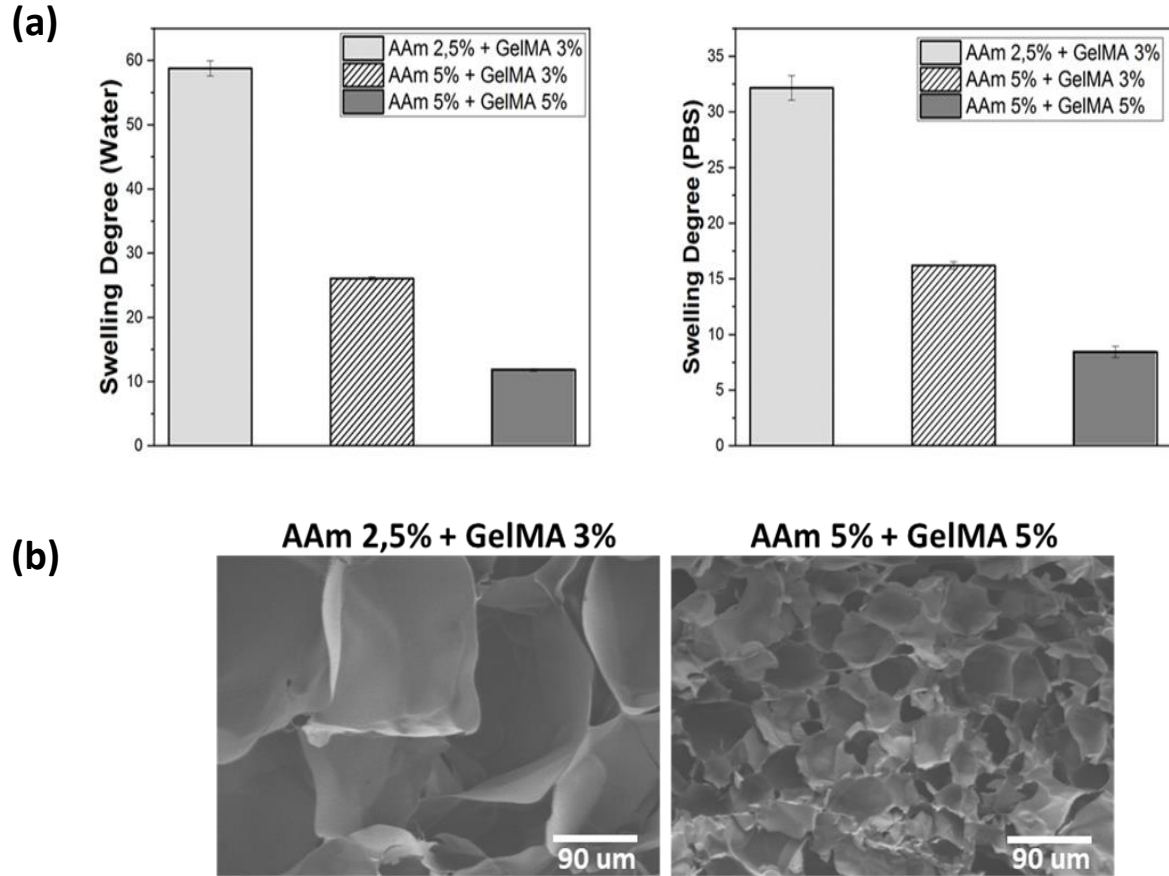 (a)
Swelling Degree (Water)
60
50
40
30
20
10
0
AAm 2,5% + GelMA 3%
AAm 5% + GelMA 3%
AAm 5% + GelMA 5%
Swelling Degree (PBS)
35
30
25
20
15
10
5
0
AAm 2,5% + GelMA 3%
AAm 5% + GelMA 3%
AAm 5% + GelMA 5%
(b)
AAm 2,5% + GelMA 3%
90 um
AAm 5% + GelMA 5%
90 um